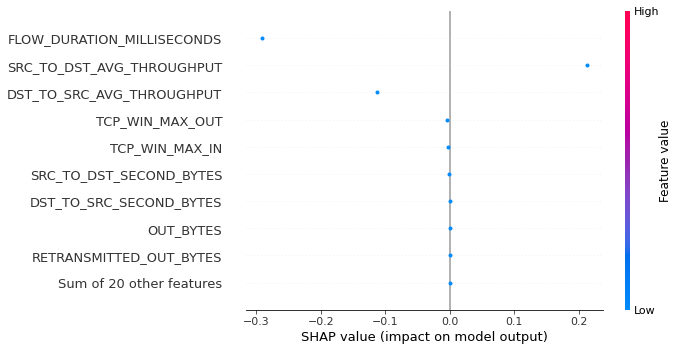 High
FLOW_DURATION_MILLISECONDS
SRC_TO_DST_AVG_THROUGHPUT
DST_TO_SRC_AVG_THROUGHPUT
TCP_WIN_MAX_OUT
TCP_WIN_MAX_IN
SRC_TO_DST_SECOND_BYTES
DST_TO_SRC_SECOND_BYTES
OUT_BYTES
RETRANSMITTED_OUT_BYTES
Sum of 20 other features
Feature value
Low
−0.3 −0.2 −0.1 0.0 0.1 0.2
SHAP value (impact on model output)